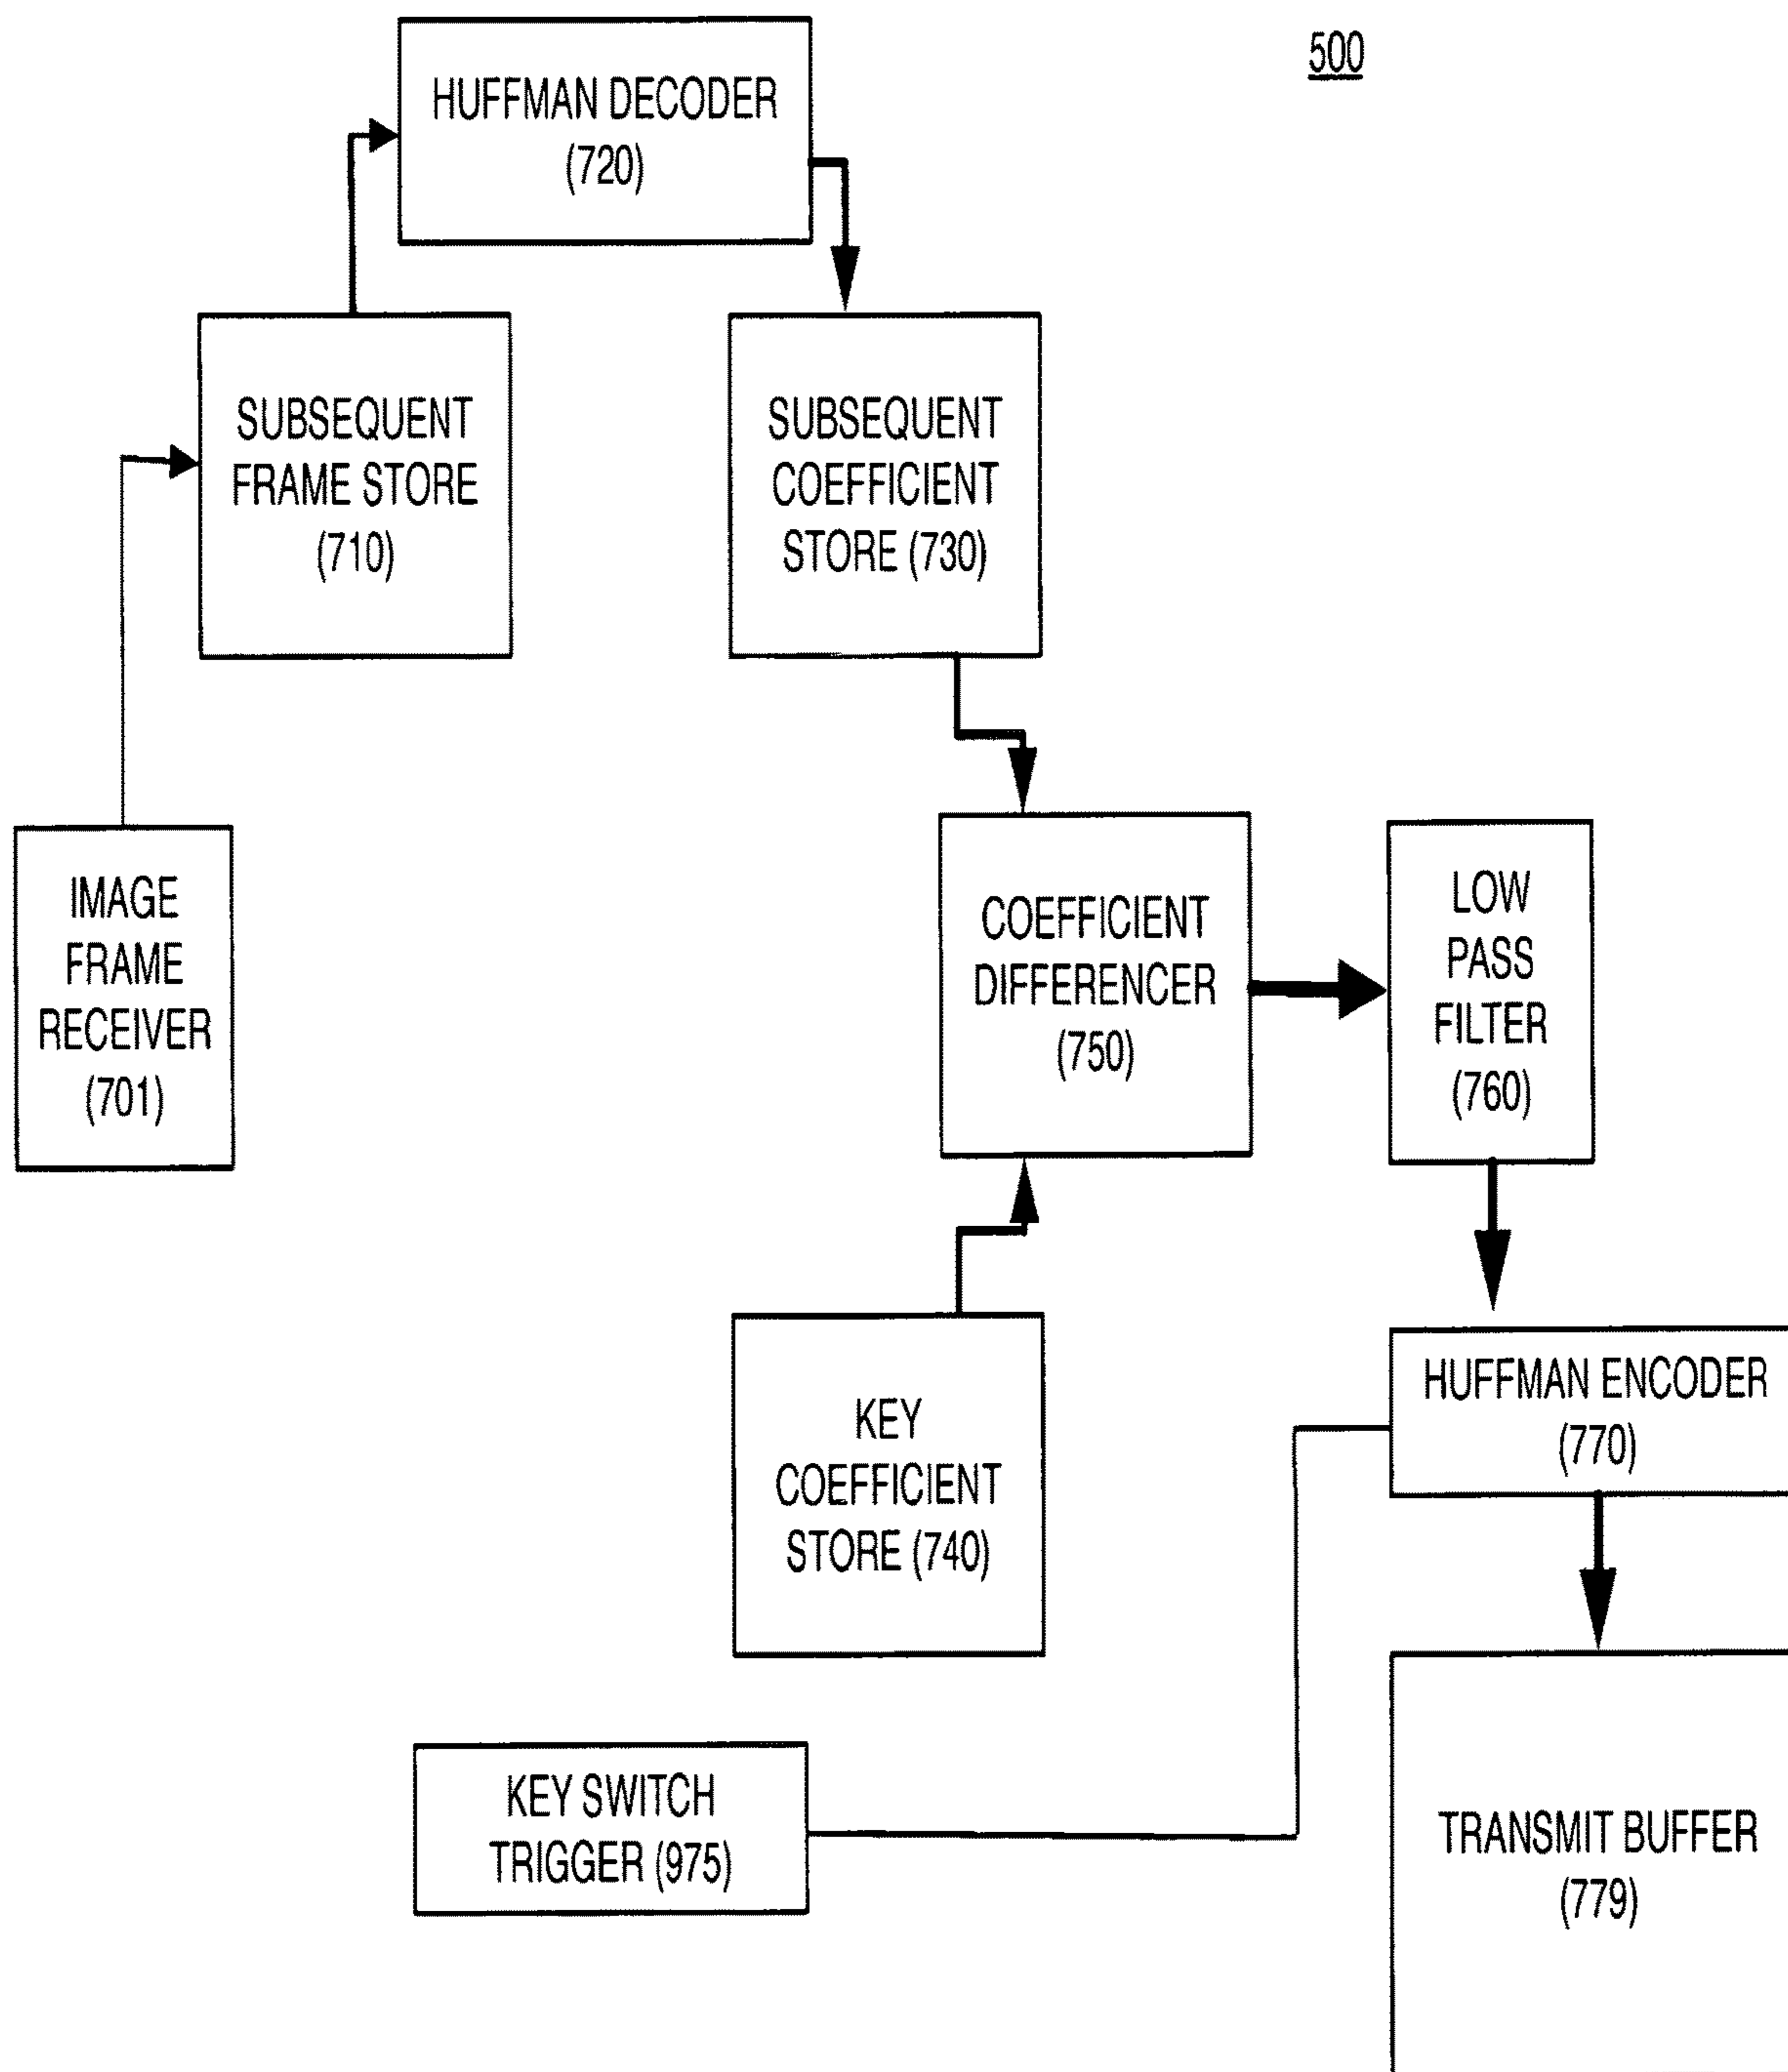 500
HUFFMAN DECODER
(720)
SUBSEQUENT
FRAME STORE
(710)
SUBSEQUENT
COEFFICIENT
STORE (730)
IMAGE
FRAME
RECEIVER
(701)
COEFFICIENT
DIFFERENCER
(750)
LOW
PASS
FILTER
(760)
KEY
COEFFICIENT
STORE (740)
HUFFMAN ENCODER
(770)
KEY SWITCH
TRIGGER (975)
TRANSMIT BUFFER
(779)